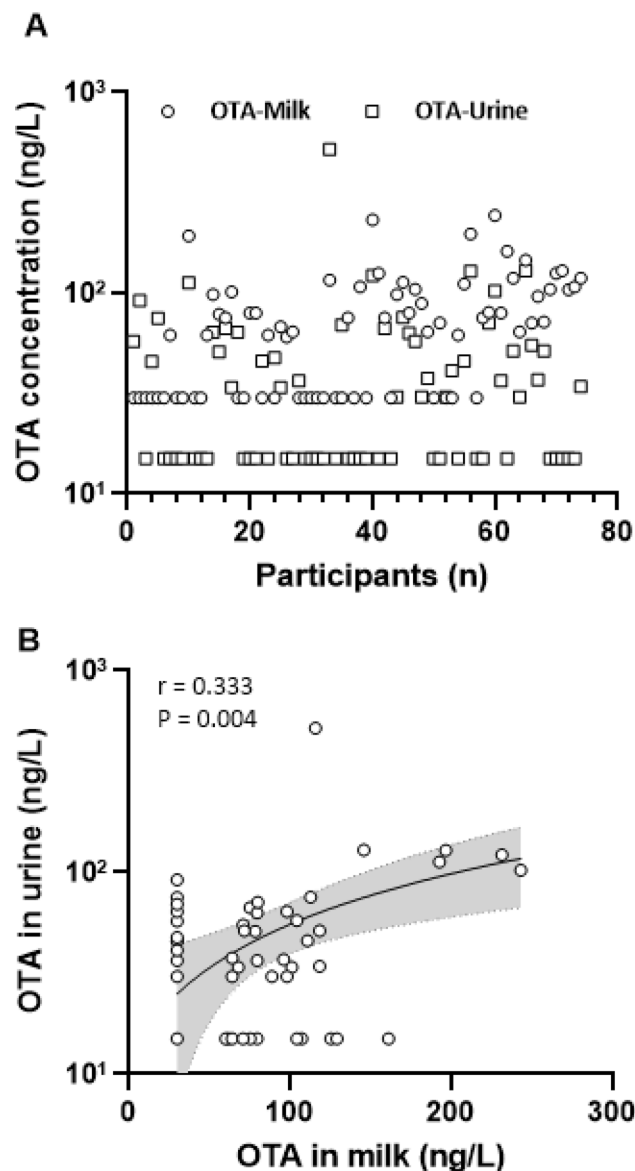 A
OTA concentration (ng/L)
10³
10²
10¹
OTA-Milk
OTA-Urine
0
20
40
60
80
Participants (n)
B
OTA in urine (ng/L)
10³
10²
10¹
r = 0.333
P = 0.004
0
100
200
300
OTA in milk (ng/L)